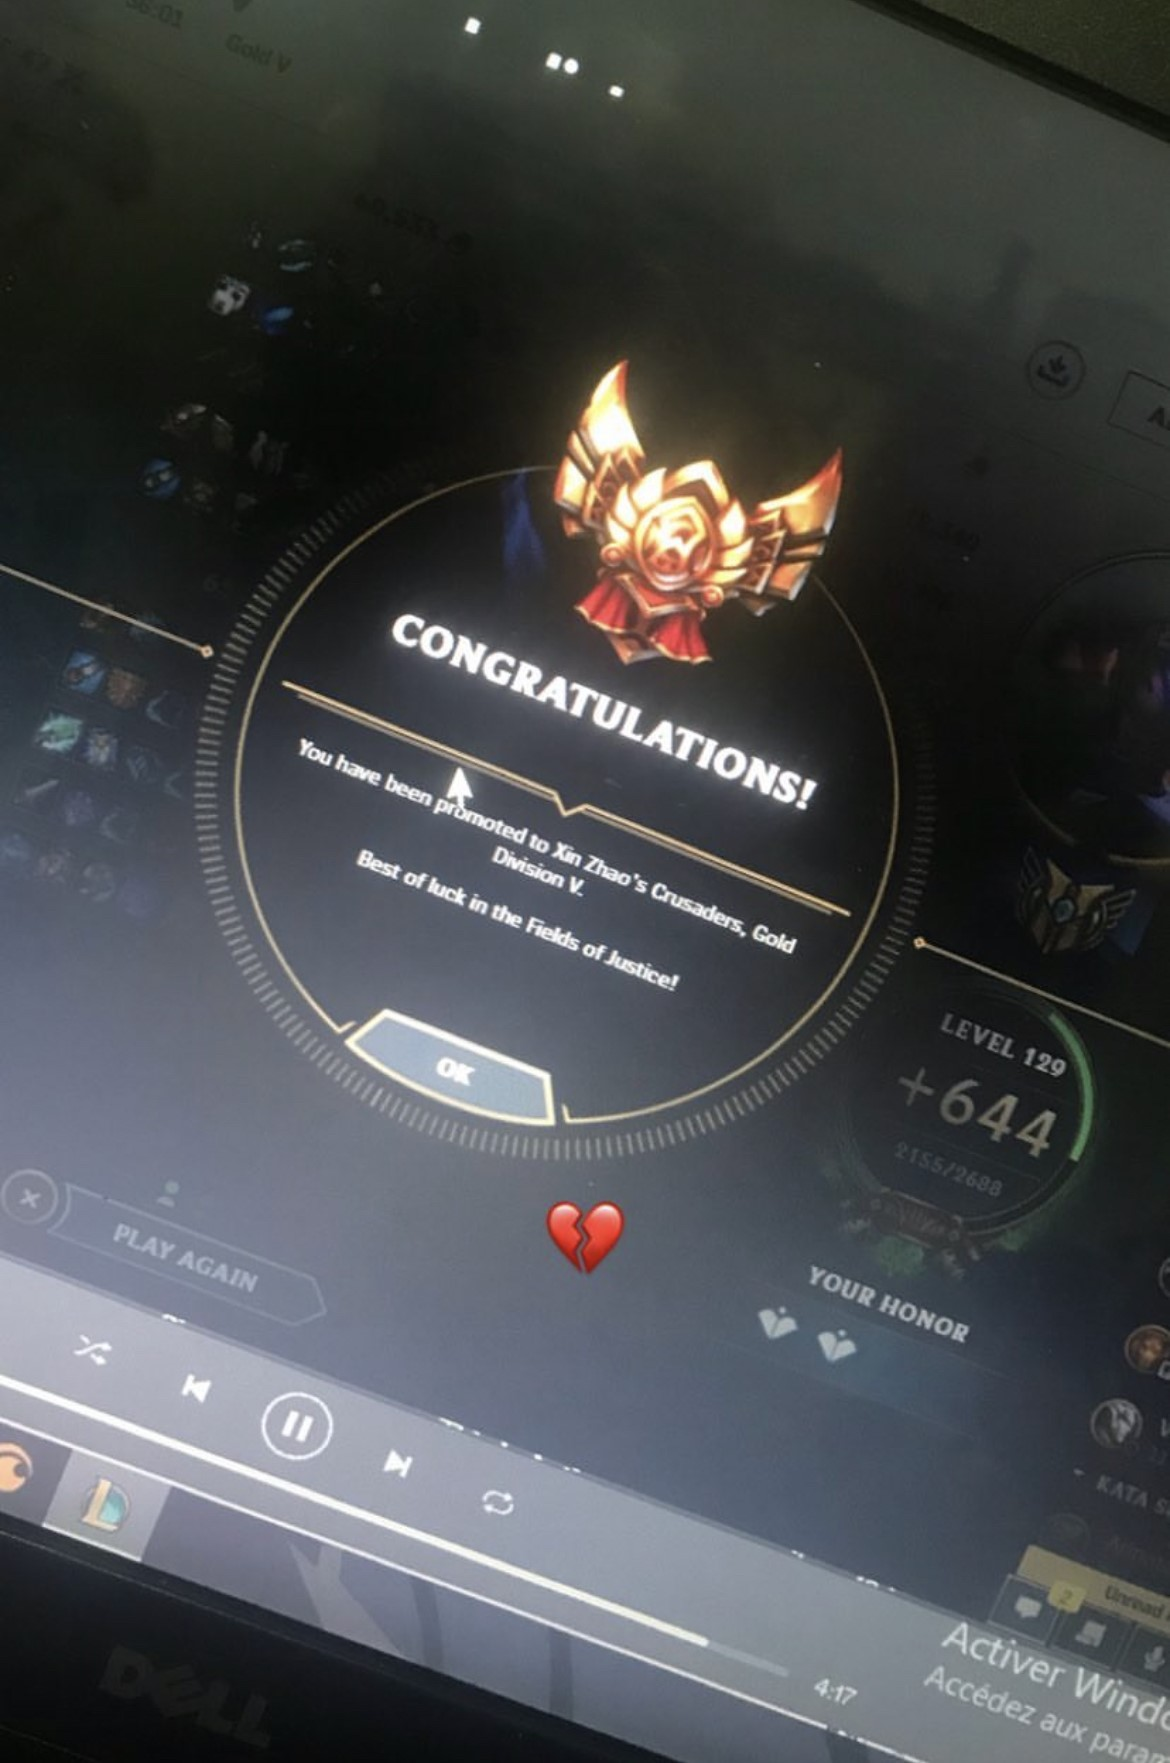 36:01
Gold V
CONGRATULATIONS!
You have been promoted to Xin Zhao's Crusaders, Gold
Division V.
Best of luck in the Fields of Justice!
OK
LEVEL 129
+644
2155/2688
PLAY AGAIN
YOUR HONOR
KATA
Unread
2
4:17
Activer Windo
Accédez aux para
DELL